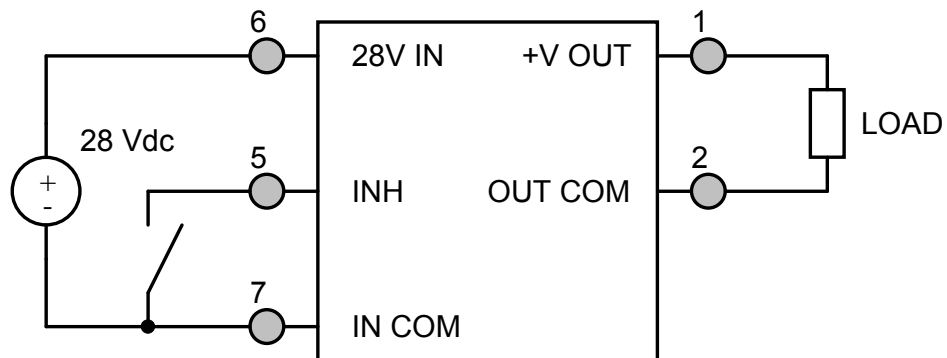 6
1
28V IN
+V OUT
28 Vdc
LOAD
5
2
+
-
INH
OUT COM
7
IN COM